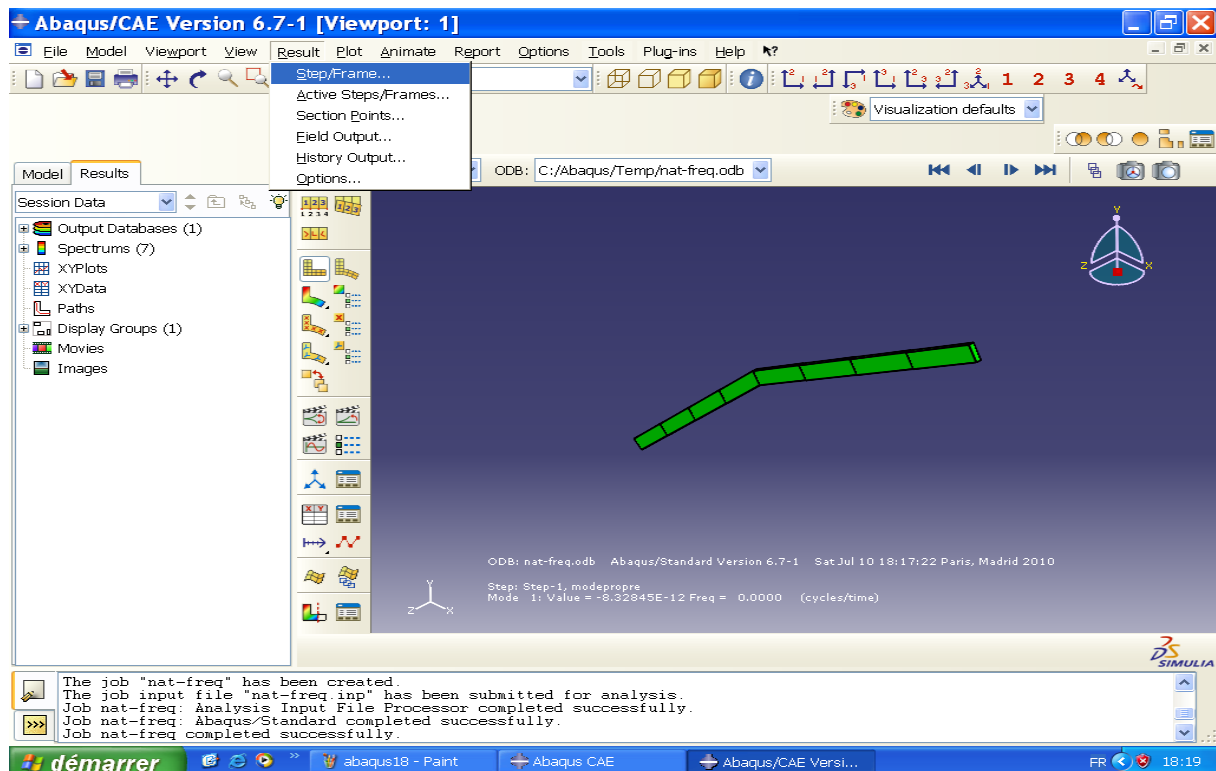 Abaqus/CAE Version 6.7-1 [Viewport: 1]
File Model Viewport View Result Plot Animate Report Options Tools Plug-ins Help
Step/Frame...
Active Steps/Frames...
Section Points...
Field Output...
History Output...
Options...
1 2 3 4
Visualization defaults
Model Results
ODB: C:/Abaqus/Temp/nat-freq.odb
Session Data
Output Databases (1)
Spectrums (7)
XYPlots
XYData
Paths
Display Groups (1)
Movies
Images
Y
Z X
ODB: nat-freq.odb Abaqus/Standard Version 6.7-1 Sat Jul 10 18:17:22 Paris, Madrid 2010
Step: Step-1, modepropre
Mode 1: Value = -8.32845E-12 Freq = 0.0000 (cycles/time)
Y
Z X
SIMULIA
The job "nat-freq" has been created.
The job input file "nat-freq.inp" has been submitted for analysis.
Job nat-freq: Analysis Input File Processor completed successfully.
Job nat-freq: Abaqus/Standard completed successfully.
Job nat-freq completed successfully.
démarrer abaqus18 - Paint Abaqus CAE Abaqus/CAE Versi... FR 18:19